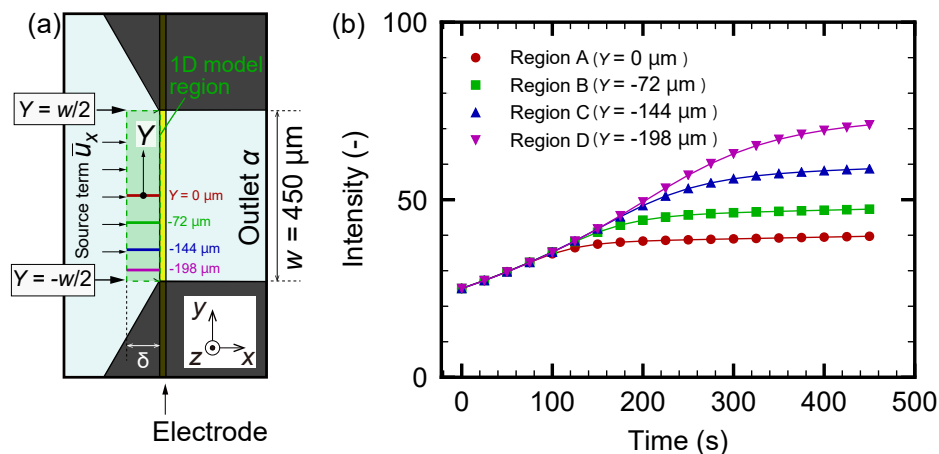 (a)
1D model
region
Y = w/2
Y
Source term u̅x
Y = 0 µm
-72 µm
-144 µm
-198 µm
Y = -w/2
Outlet α
w = 450 µm
δ
y
z
x
Electrode
(b)
100
50
0
Intensity (-)
Region A (Y = 0 µm)
Region B (Y = -72 µm)
Region C (Y = -144 µm)
Region D (Y = -198 µm)
0 100 200 300 400 500
Time (s)